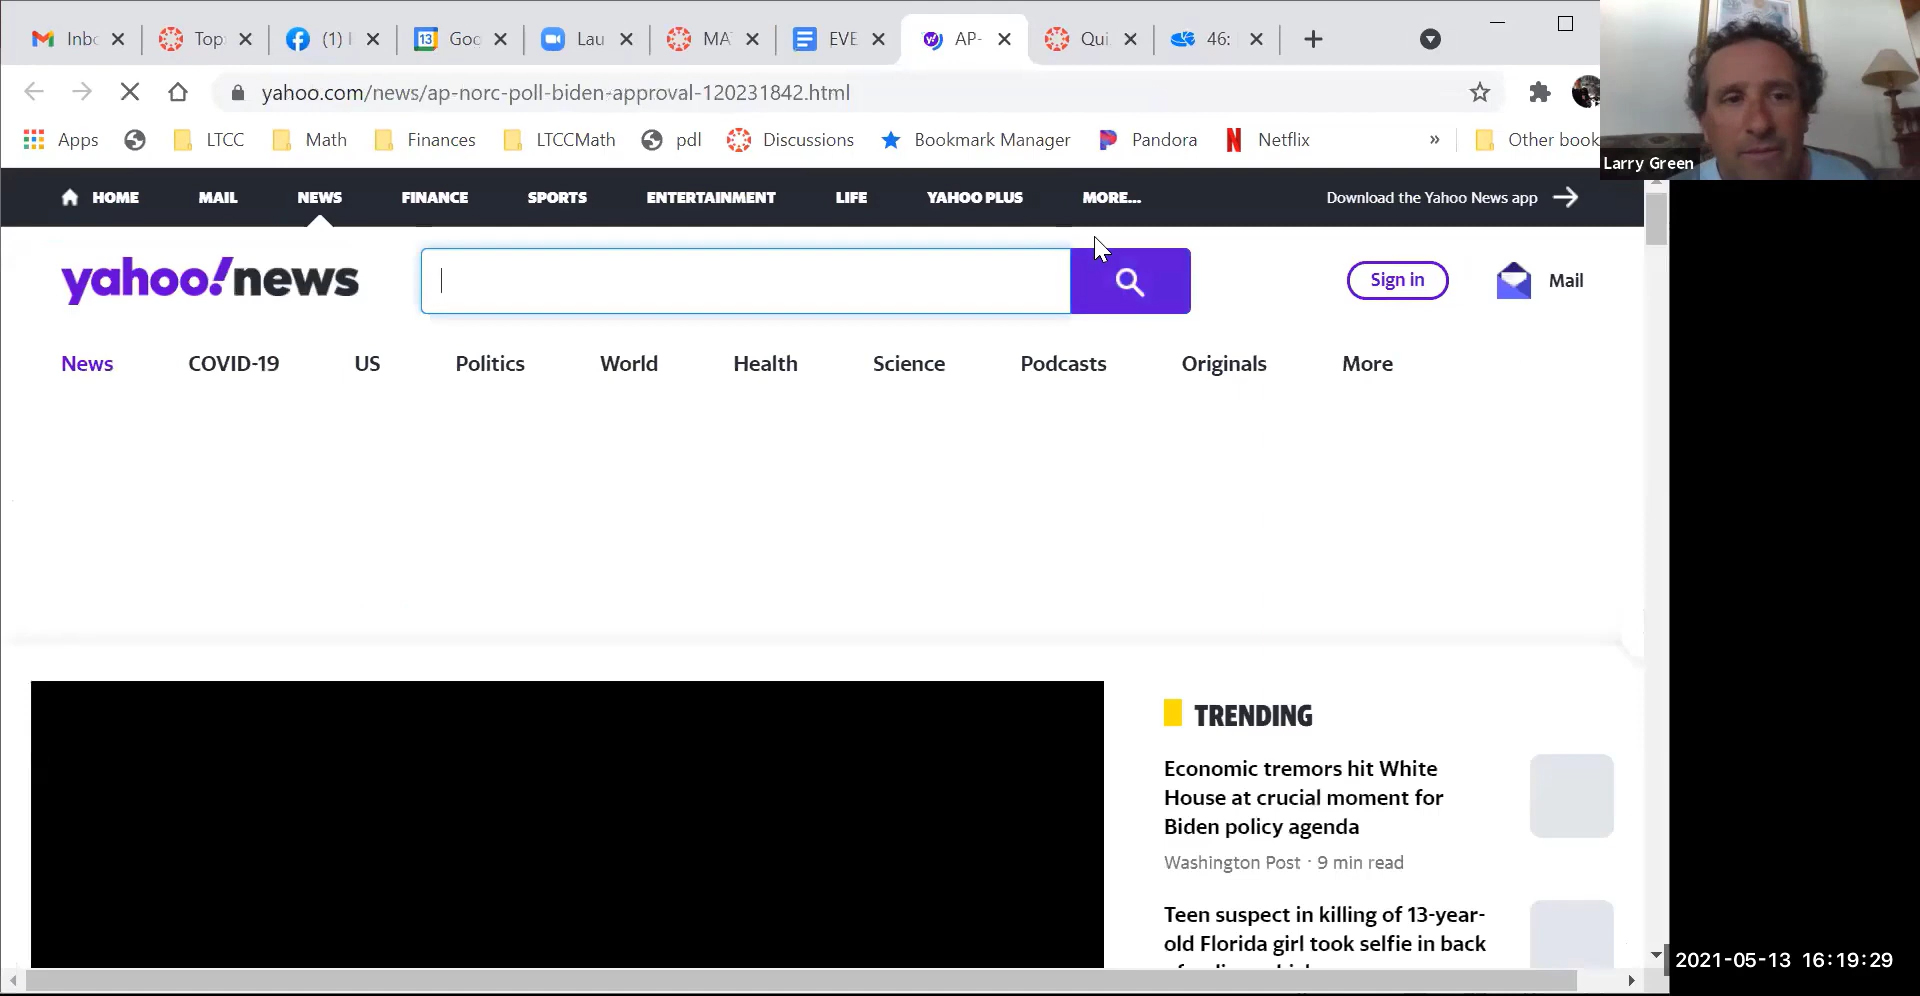 Inbc
Top
(1)
Goo
Lau
MA
EVE
AP-
Qui
46:
yahoo.com/news/ap-norc-poll-biden-approval-120231842.html
Apps LTCC Math Finances LTCCMath pdl Discussions Bookmark Manager Pandora Netflix » Other book
Larry Green
HOME MAIL NEWS FINANCE SPORTS ENTERTAINMENT LIFE YAHOO PLUS MORE... Download the Yahoo News app
yahoo!news
Sign in
Mail
News COVID-19 US Politics World Health Science Podcasts Originals More
TRENDING
Economic tremors hit White
House at crucial moment for
Biden policy agenda
Washington Post · 9 min read
Teen suspect in killing of 13-year-
old Florida girl took selfie in back
2021-05-13 16:19:29